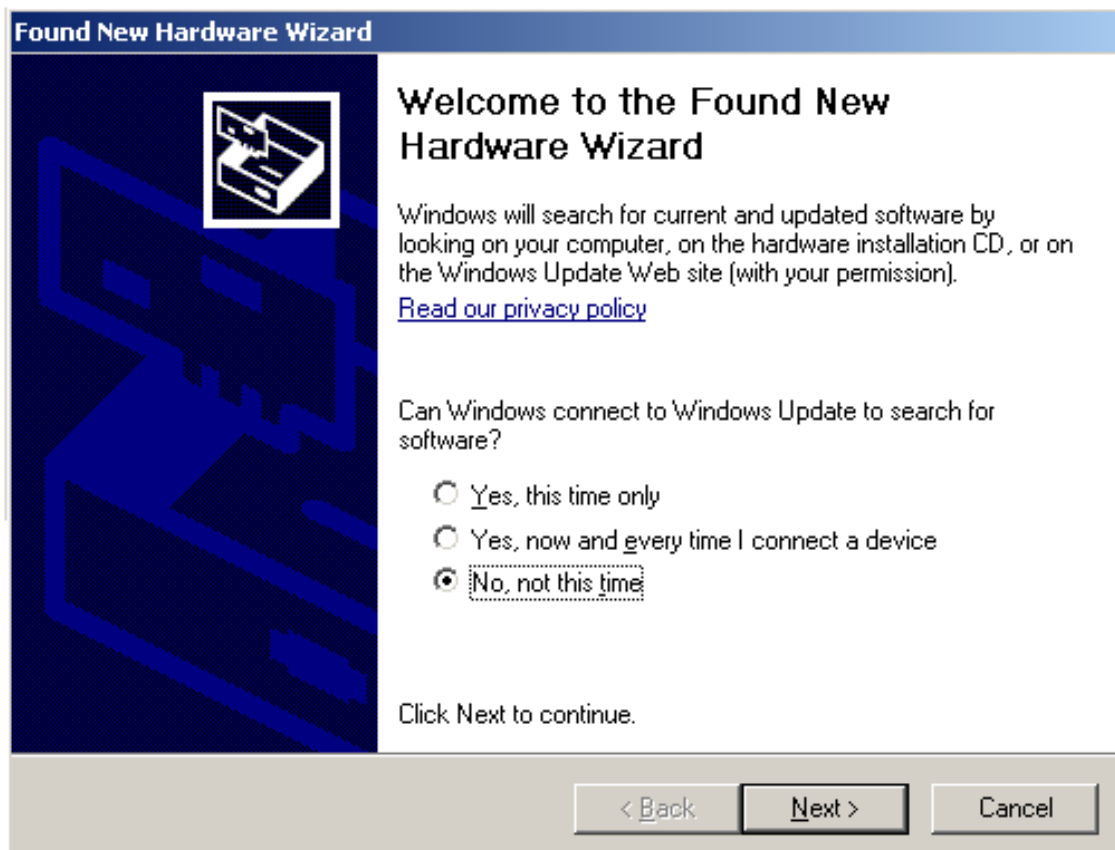 Found New Hardware Wizard
Welcome to the Found New
Hardware Wizard
Windows will search for current and updated software by
looking on your computer, on the hardware installation CD, or on
the Windows Update Web site (with your permission).
Read our privacy policy
Can Windows connect to Windows Update to search for
software?
Yes, this time only
Yes, now and every time I connect a device
No, not this time
Click Next to continue.
< Back
Next >
Cancel